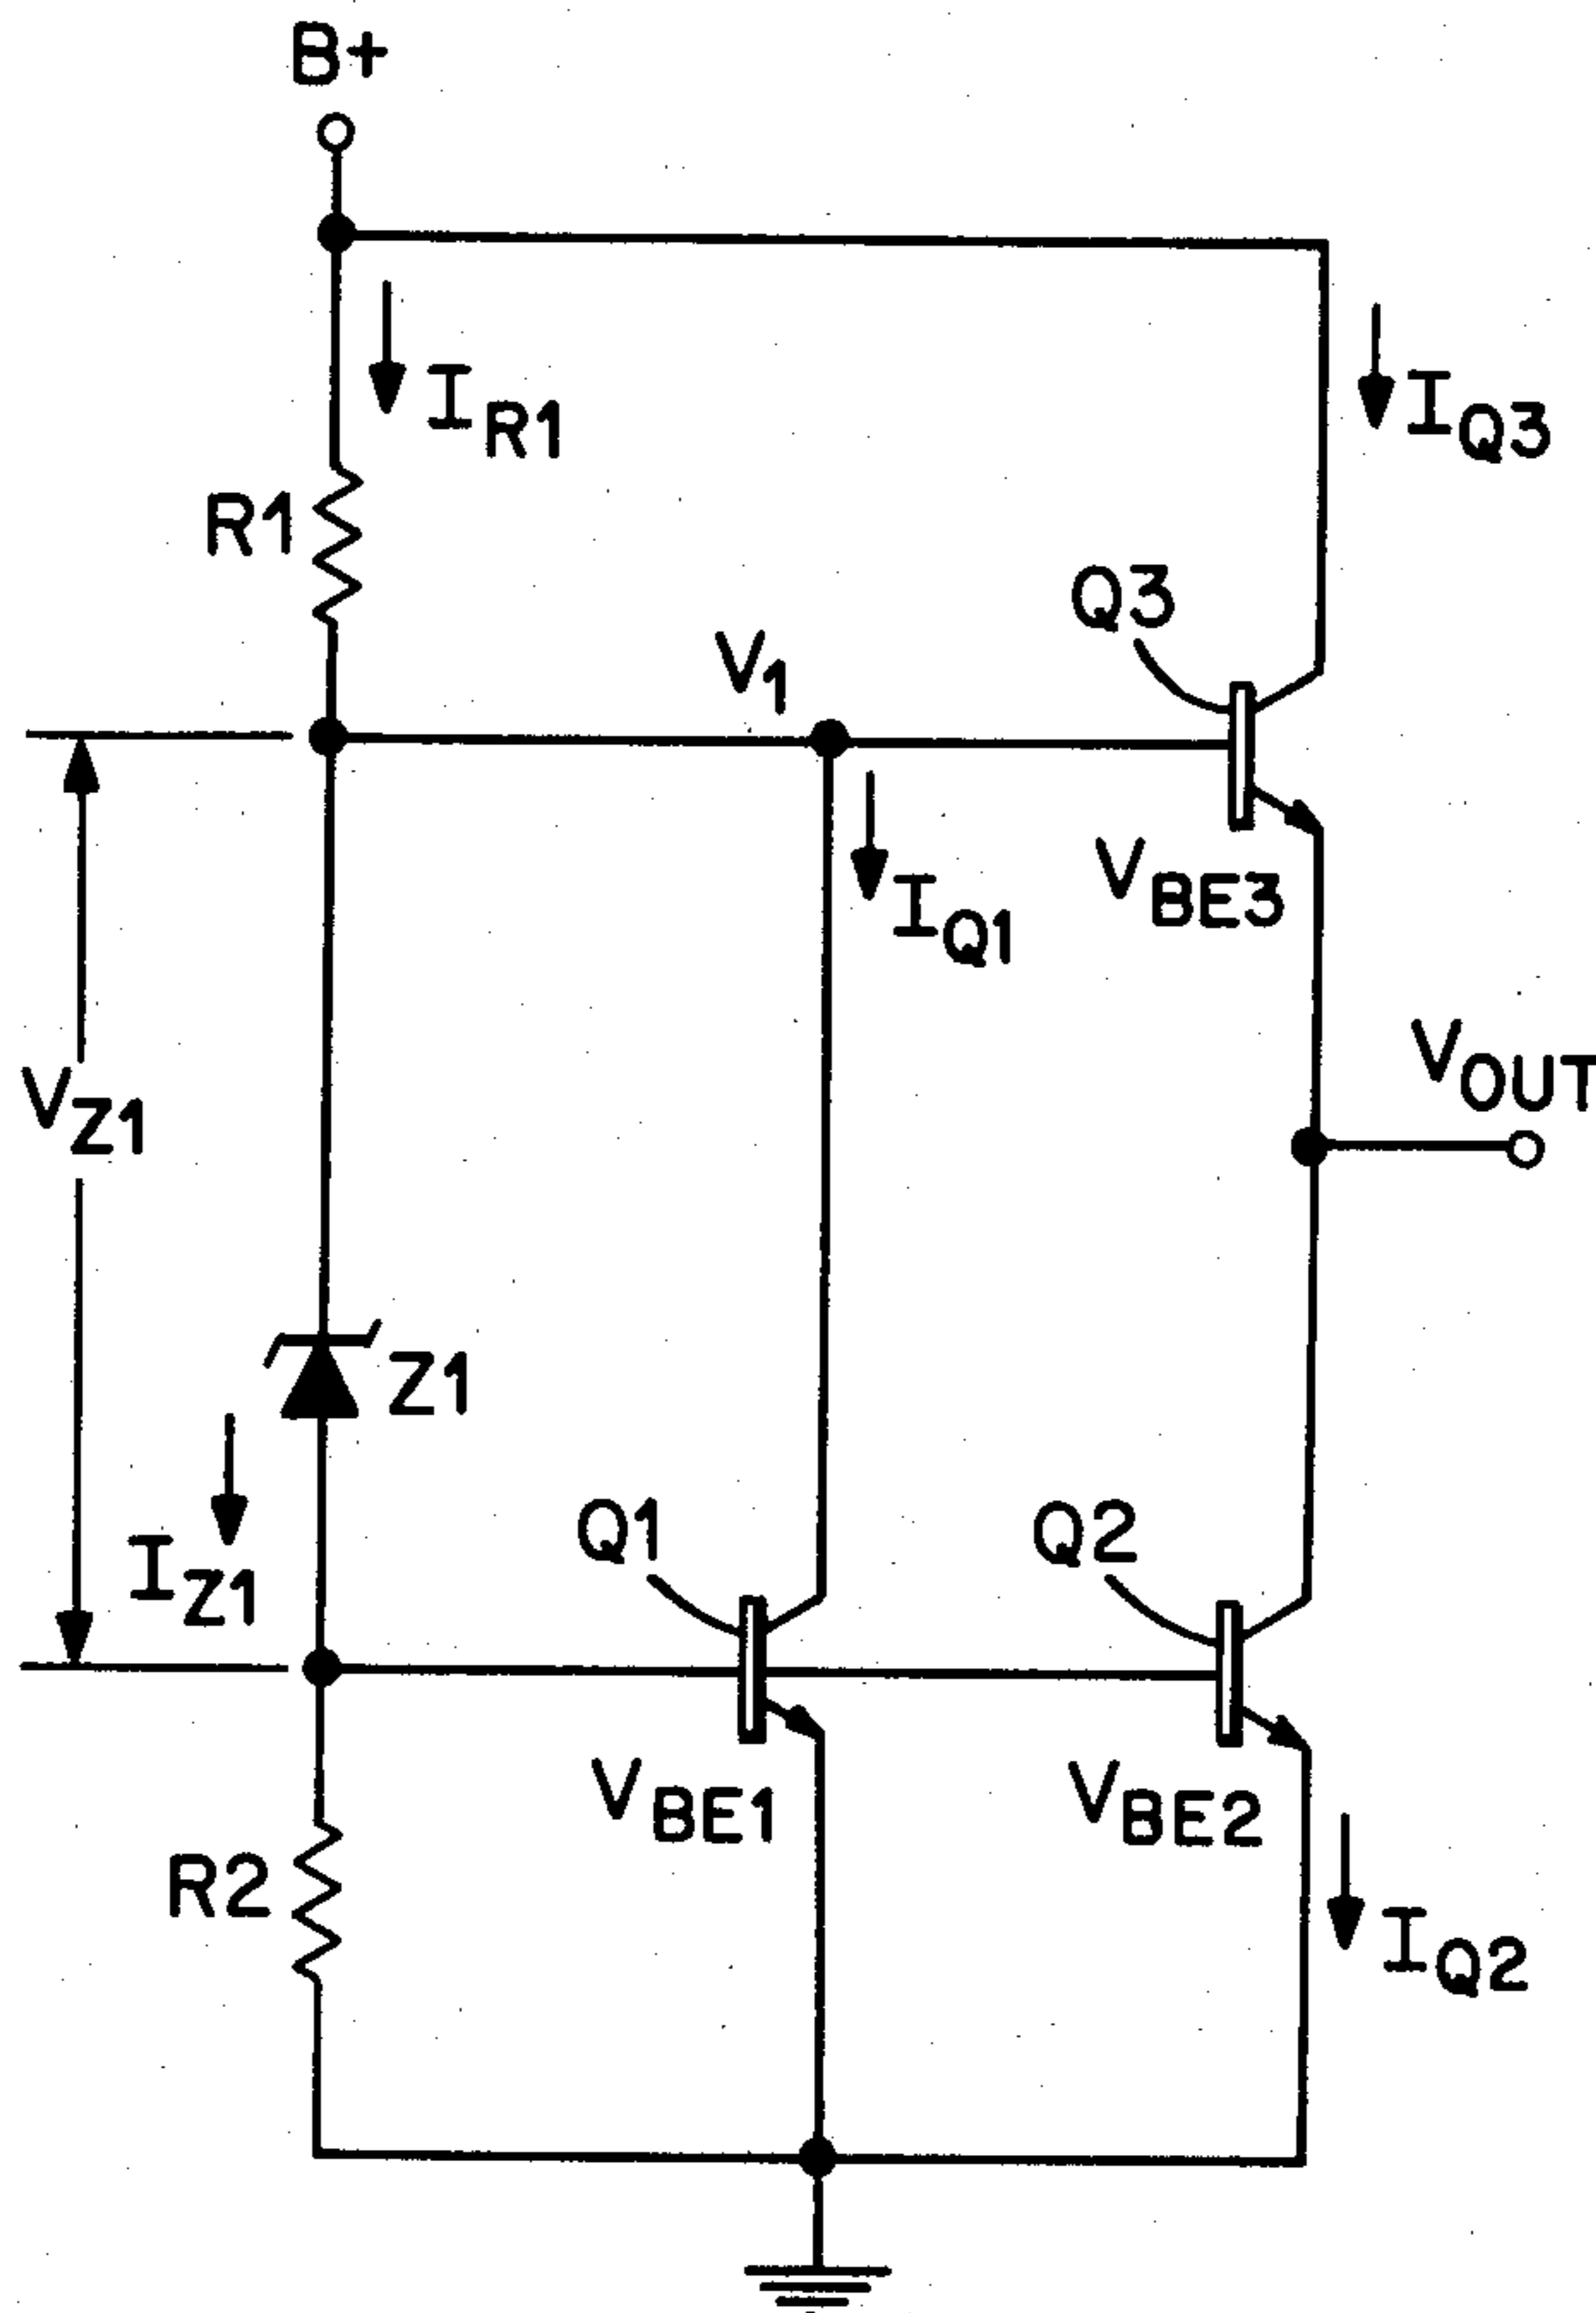 B+
I_R1
I_Q3
R1
Q3
V_1
I_Q1
V_BE3
V_OUT
V_Z1
Z1
I_Z1
Q1
Q2
V_BE1
V_BE2
R2
I_Q2